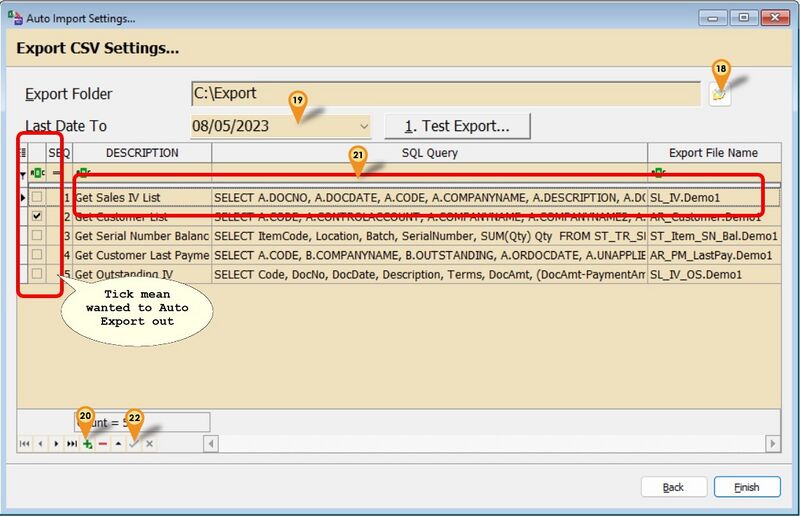 Auto Import Settings...
Export CSV Settings...
18
Export Folder C:\Export
19
Last Date To 08/05/2023 1. Test Export...
21
SEQ DESCRIPTION SQL Query Export File Name
1 Get Sales IV List SELECT A.DOCNO, A.DOCDATE, A.CODE, A.COMPANYNAME, A.DESCRIPTION, A.DO SL_IV.Demo1
2 Get Customer List SELECT A.CODE, A.CONTROLACCOUNT, A.COMPANYNAME, A.COMPANYNAME2, A. AR_Customer.Demo1
3 Get Serial Number Balanc SELECT ItemCode, Location, Batch, SerialNumber, SUM(Qty) Qty FROM ST_TR_SI ST_Item_SN_Bal.Demo1
4 Get Customer Last Payme SELECT A.CODE, B.COMPANYNAME, B.OUTSTANDING, A.ORDOCDATE, A.UNAPPLIE AR_PM_LastPay.Demo1
5 Get Outstanding IV SELECT Code, DocNo, DocDate, Description, Terms, DocAmt, (DocAmt-PaymentAm SL_IV_OS.Demo1
Tick mean
wanted to Auto
Export out
20 22
Count = 5
Back Finish